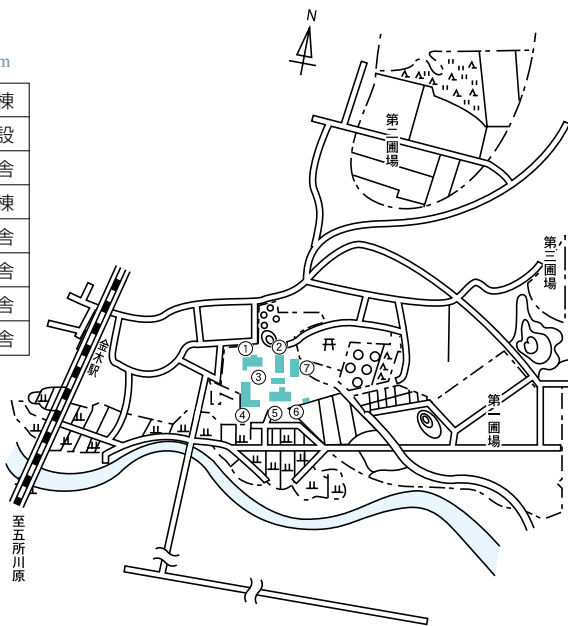 N
m
棟
設
舎
棟
舎
舎
舎
舎
第二圃場
第三圃場
金木駅
①
②
③
⑦
④
⑤
⑥
第一圃場
至五所川原